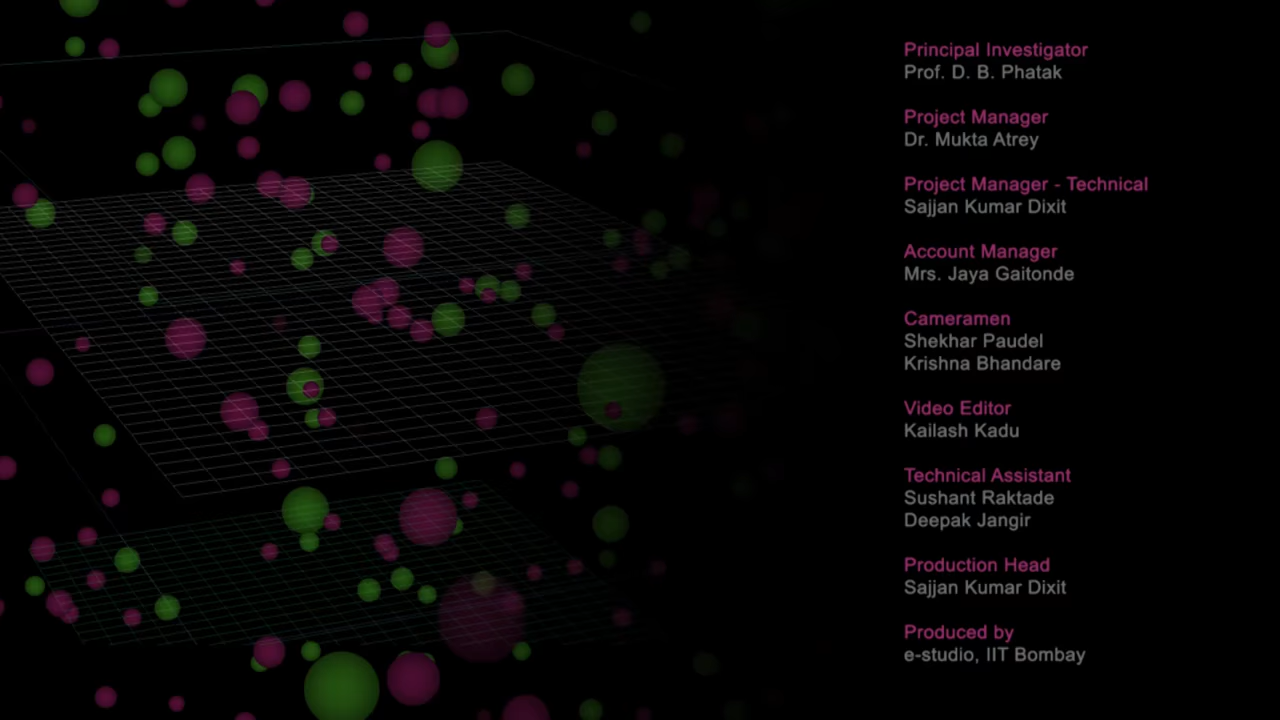 Principal Investigator
Prof. D. B. Phatak
Project Manager
Dr. Mukta Atrey
Project Manager - Technical
Sajjan Kumar Dixit
Account Manager
Mrs. Jaya Gaitonde
Cameramen
Shekhar Paudel
Krishna Bhandare
Video Editor
Kailash Kadu
Technical Assistant
Sushant Raktade
Deepak Jangir
Production Head
Sajjan Kumar Dixit
Produced by
e-studio, IIT Bombay